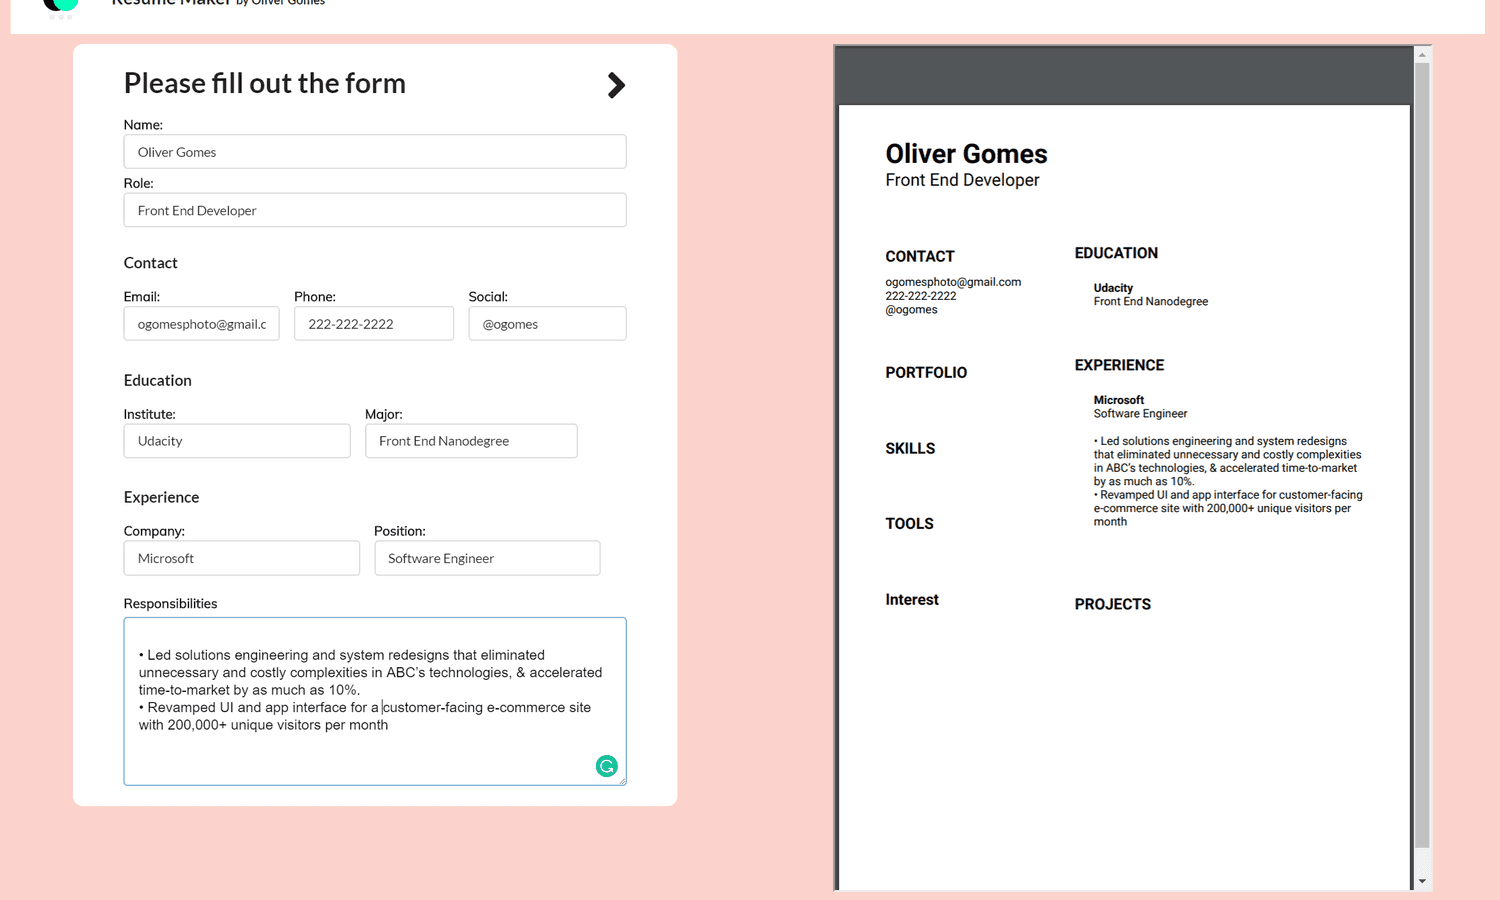 Resume Maker by Oliver Gomes
Please fill out the form
Name:
Oliver Gomes
Role:
Front End Developer
Contact
Email: Phone: Social:
ogomesphoto@gmail.c 222-222-2222 @ogomes
Education
Institute: Major:
Udacity Front End Nanodegree
Experience
Company: Position:
Microsoft Software Engineer
Responsibilities
• Led solutions engineering and system redesigns that eliminated
unnecessary and costly complexities in ABC's technologies, & accelerated
time-to-market by as much as 10%.
• Revamped UI and app interface for a customer-facing e-commerce site
with 200,000+ unique visitors per month
Oliver Gomes
Front End Developer
CONTACT
ogomesphoto@gmail.com
222-222-2222
@ogomes
PORTFOLIO
SKILLS
TOOLS
Interest
EDUCATION
Udacity
Front End Nanodegree
EXPERIENCE
Microsoft
Software Engineer
• Led solutions engineering and system redesigns
that eliminated unnecessary and costly complexities
in ABC's technologies, & accelerated time-to-market
by as much as 10%.
• Revamped UI and app interface for customer-facing
e-commerce site with 200,000+ unique visitors per
month
PROJECTS